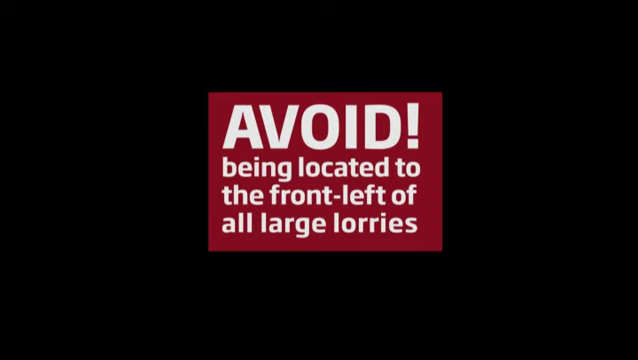 AVOID!
being located to
the front-left of
all large lorries